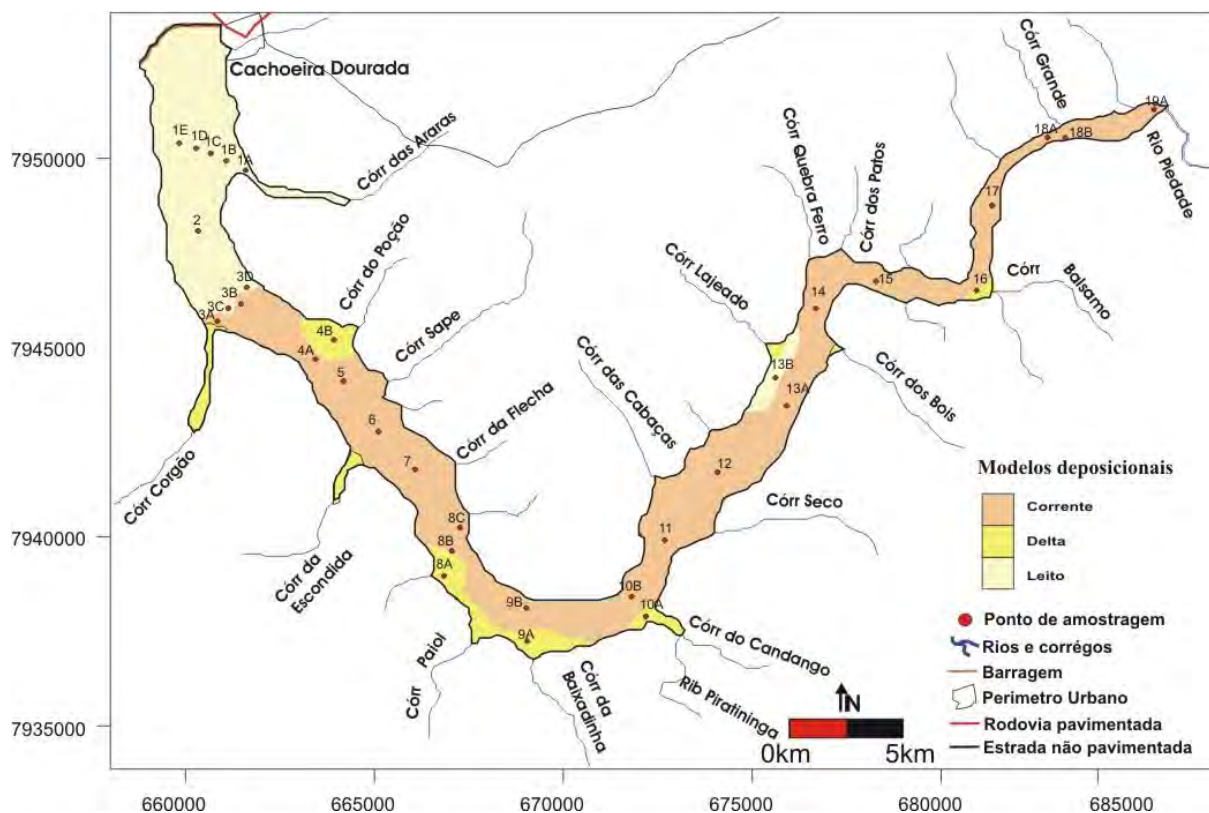 Cachoeira Dourada
Córr Grande
19A
18A
18B
Rio Piedade
7950000
1E
1D
1C
1B
1A
Córr das Araras
Córr Quebra Ferro
Córr dos Patos
17
2
Córr do Poção
Córr Lajeado
3D
3B
3C
3A
14
15
16
Córr
Balsamo
7945000
4B
4A
Córr Sape
5
13B
13A
Córr dos Bois
6
Córr da Flecha
Córr das Cabaças
7
12
Córr Corgão
Córr da
Escondida
8C
8B
8A
11
Córr Seco
7940000
9B
9A
10B
10A
Córr do Candango
Rib Piratininga
Córr
Paiol
Córr da
Baixadinha
7935000
N
0km
5km
Modelos deposicionais
Corrente
Delta
Leito
Ponto de amostragem
Rios e corrégos
Barragem
Perimetro Urbano
Rodovia pavimentada
Estrada não pavimentada
660000
665000
670000
675000
680000
685000